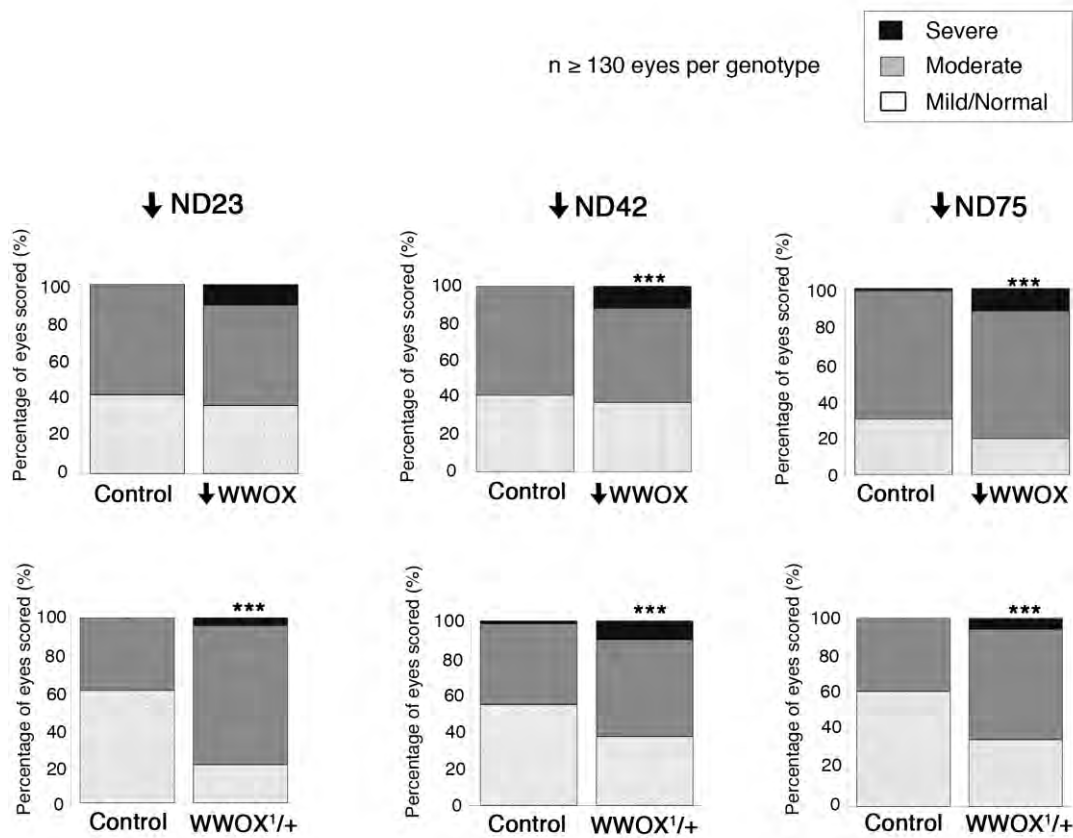 n ≥ 130 eyes per genotype
Severe
Moderate
Mild/Normal
↓ ND23
↓ ND42
↓ ND75
Percentage of eyes scored (%)
100
80
60
40
20
0
Control
↓ WWOX
Percentage of eyes scored (%)
100
80
60
40
20
0
***
Control
↓ WWOX
Percentage of eyes scored (%)
100
80
60
40
20
0
***
Control
↓ WWOX
Percentage of eyes scored (%)
100
80
60
40
20
0
***
Control
WWOX¹/+
Percentage of eyes scored (%)
100
80
60
40
20
0
***
Control
WWOX¹/+
Percentage of eyes scored (%)
100
80
60
40
20
0
***
Control
WWOX¹/+